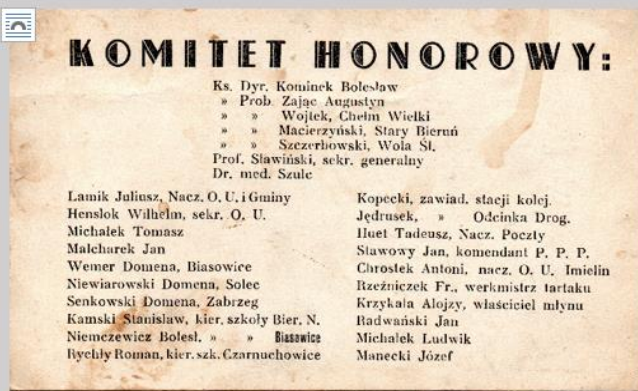 KOMITET HONOROWY:
Ks. Dyr. Kominek Bolesław
» Prob. Zając Augustyn
» » Wojtek, Chełm Wielki
» » Macierzyński, Stary Bieruń
» » Szczerbowski, Wola Śl.
Prof. Sławiński, sekr. generalny
Dr. med. Szulc
Lamik Juliusz, Nacz. O. U. i Gminy
Henslok Wilhelm, sekr. O. U.
Michałek Tomasz
Malcharek Jan
Werner Domena, Biasowice
Niewiarowski Domena, Solec
Senkowski Domena, Zabrzeg
Kamski Stanisław, kier. szkoły Bier. N.
Niemczewicz Bolesł. » » Biasowice
Rychły Roman, kier. szk. Czarnuchowice
Kopecki, zawiad. stacji kolej.
Jędrusek, » Odcinka Drog.
Huet Tadeusz, Nacz. Poczty
Stawowy Jan, komendant P. P. P.
Chrostek Antoni, nacz. O. U. Imielin
Rzeźniczek Fr., werkmistrz tartaku
Krzykala Alojzy, właściciel młynu
Radwański Jan
Michałek Ludwik
Manecki Józef